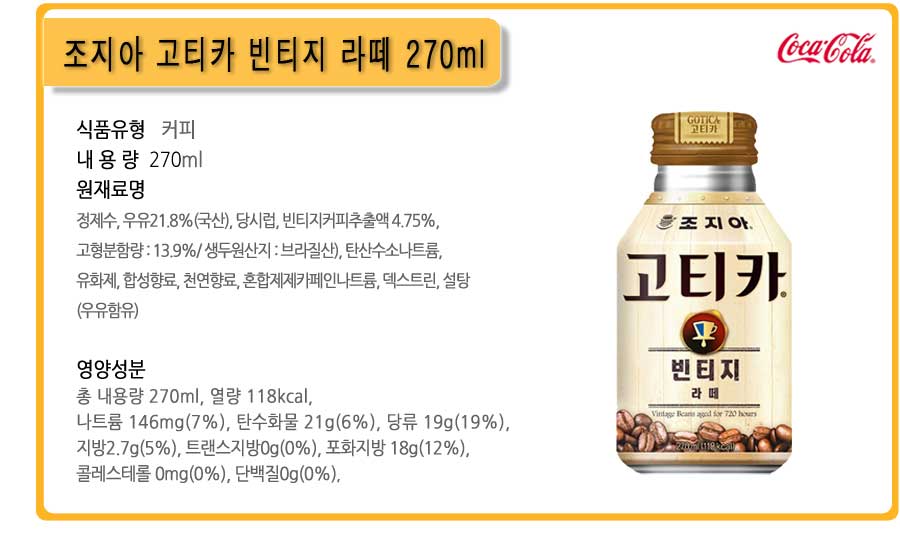 조지아 고티카 빈티지 라떼 270ml
Coca-Cola
식품유형 커피
내 용 량 270ml
원재료명
정제수, 우유21.8%(국산), 당시럽, 빈티지커피추출액 4.75%,
고형분함량 : 13.9%/ 생두원산지 : 브라질산), 탄산수소나트륨,
유화제, 합성향료, 천연향료, 혼합제제카페인나트륨, 덱스트린, 설탕
(우유함유)
영양성분
총 내용량 270ml, 열량 118kcal,
나트륨 146mg(7%), 탄수화물 21g(6%), 당류 19g(19%),
지방2.7g(5%), 트랜스지방0g(0%), 포화지방 18g(12%),
콜레스테롤 0mg(0%), 단백질0g(0%),
GOTICA
고티카
조지아
고티카
빈티지
라떼
Vintage Beans aged for 720 hours
270ml (118 kcal)